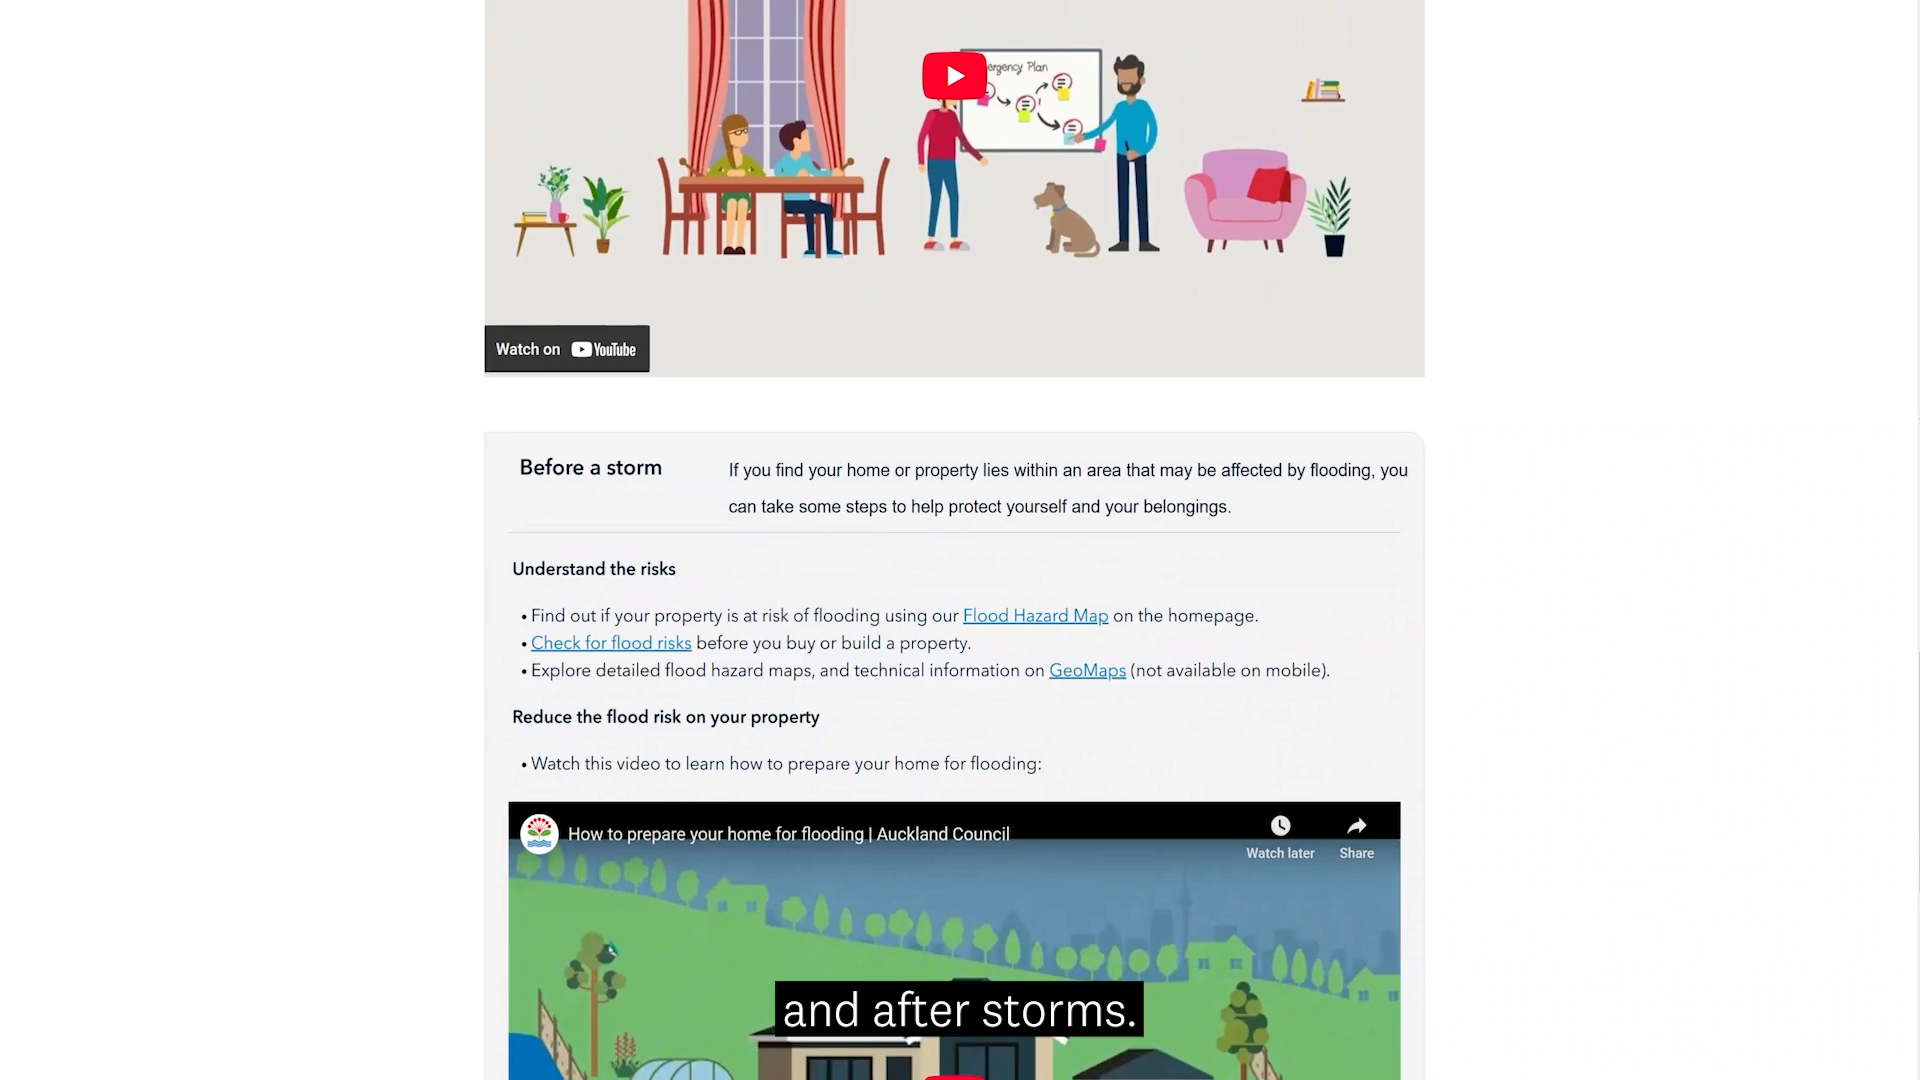 ergency Plan
Watch on YouTube
Before a storm
If you find your home or property lies within an area that may be affected by flooding, you
can take some steps to help protect yourself and your belongings.
Understand the risks
• Find out if your property is at risk of flooding using our Flood Hazard Map on the homepage.
• Check for flood risks before you buy or build a property.
• Explore detailed flood hazard maps, and technical information on GeoMaps (not available on mobile).
Reduce the flood risk on your property
• Watch this video to learn how to prepare your home for flooding:
How to prepare your home for flooding | Auckland Council
Watch later
Share
and after storms.